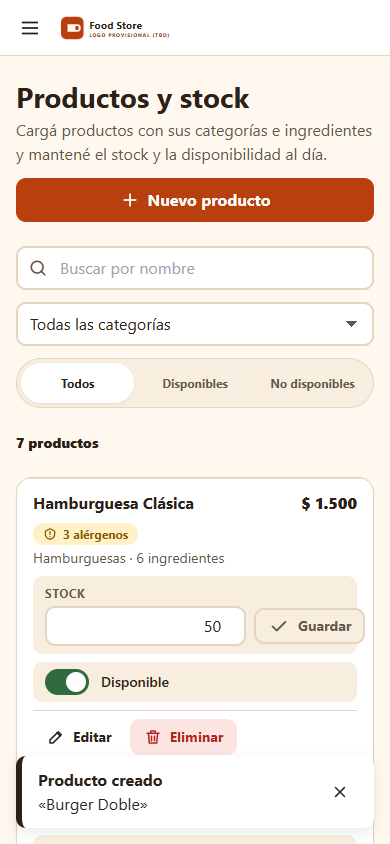 Food Store
LOGO PROVISIONAL (TBD)
Productos y stock
Cargá productos con sus categorías e ingredientes
y mantené el stock y la disponibilidad al día.
Nuevo producto
Buscar por nombre
Todas las categorías
Todos
Disponibles
No disponibles
7 productos
Hamburguesa Clásica
$ 1.500
3 alérgenos
Hamburguesas · 6 ingredientes
STOCK
50
Guardar
Disponible
Editar
Eliminar
Producto creado
«Burger Doble»